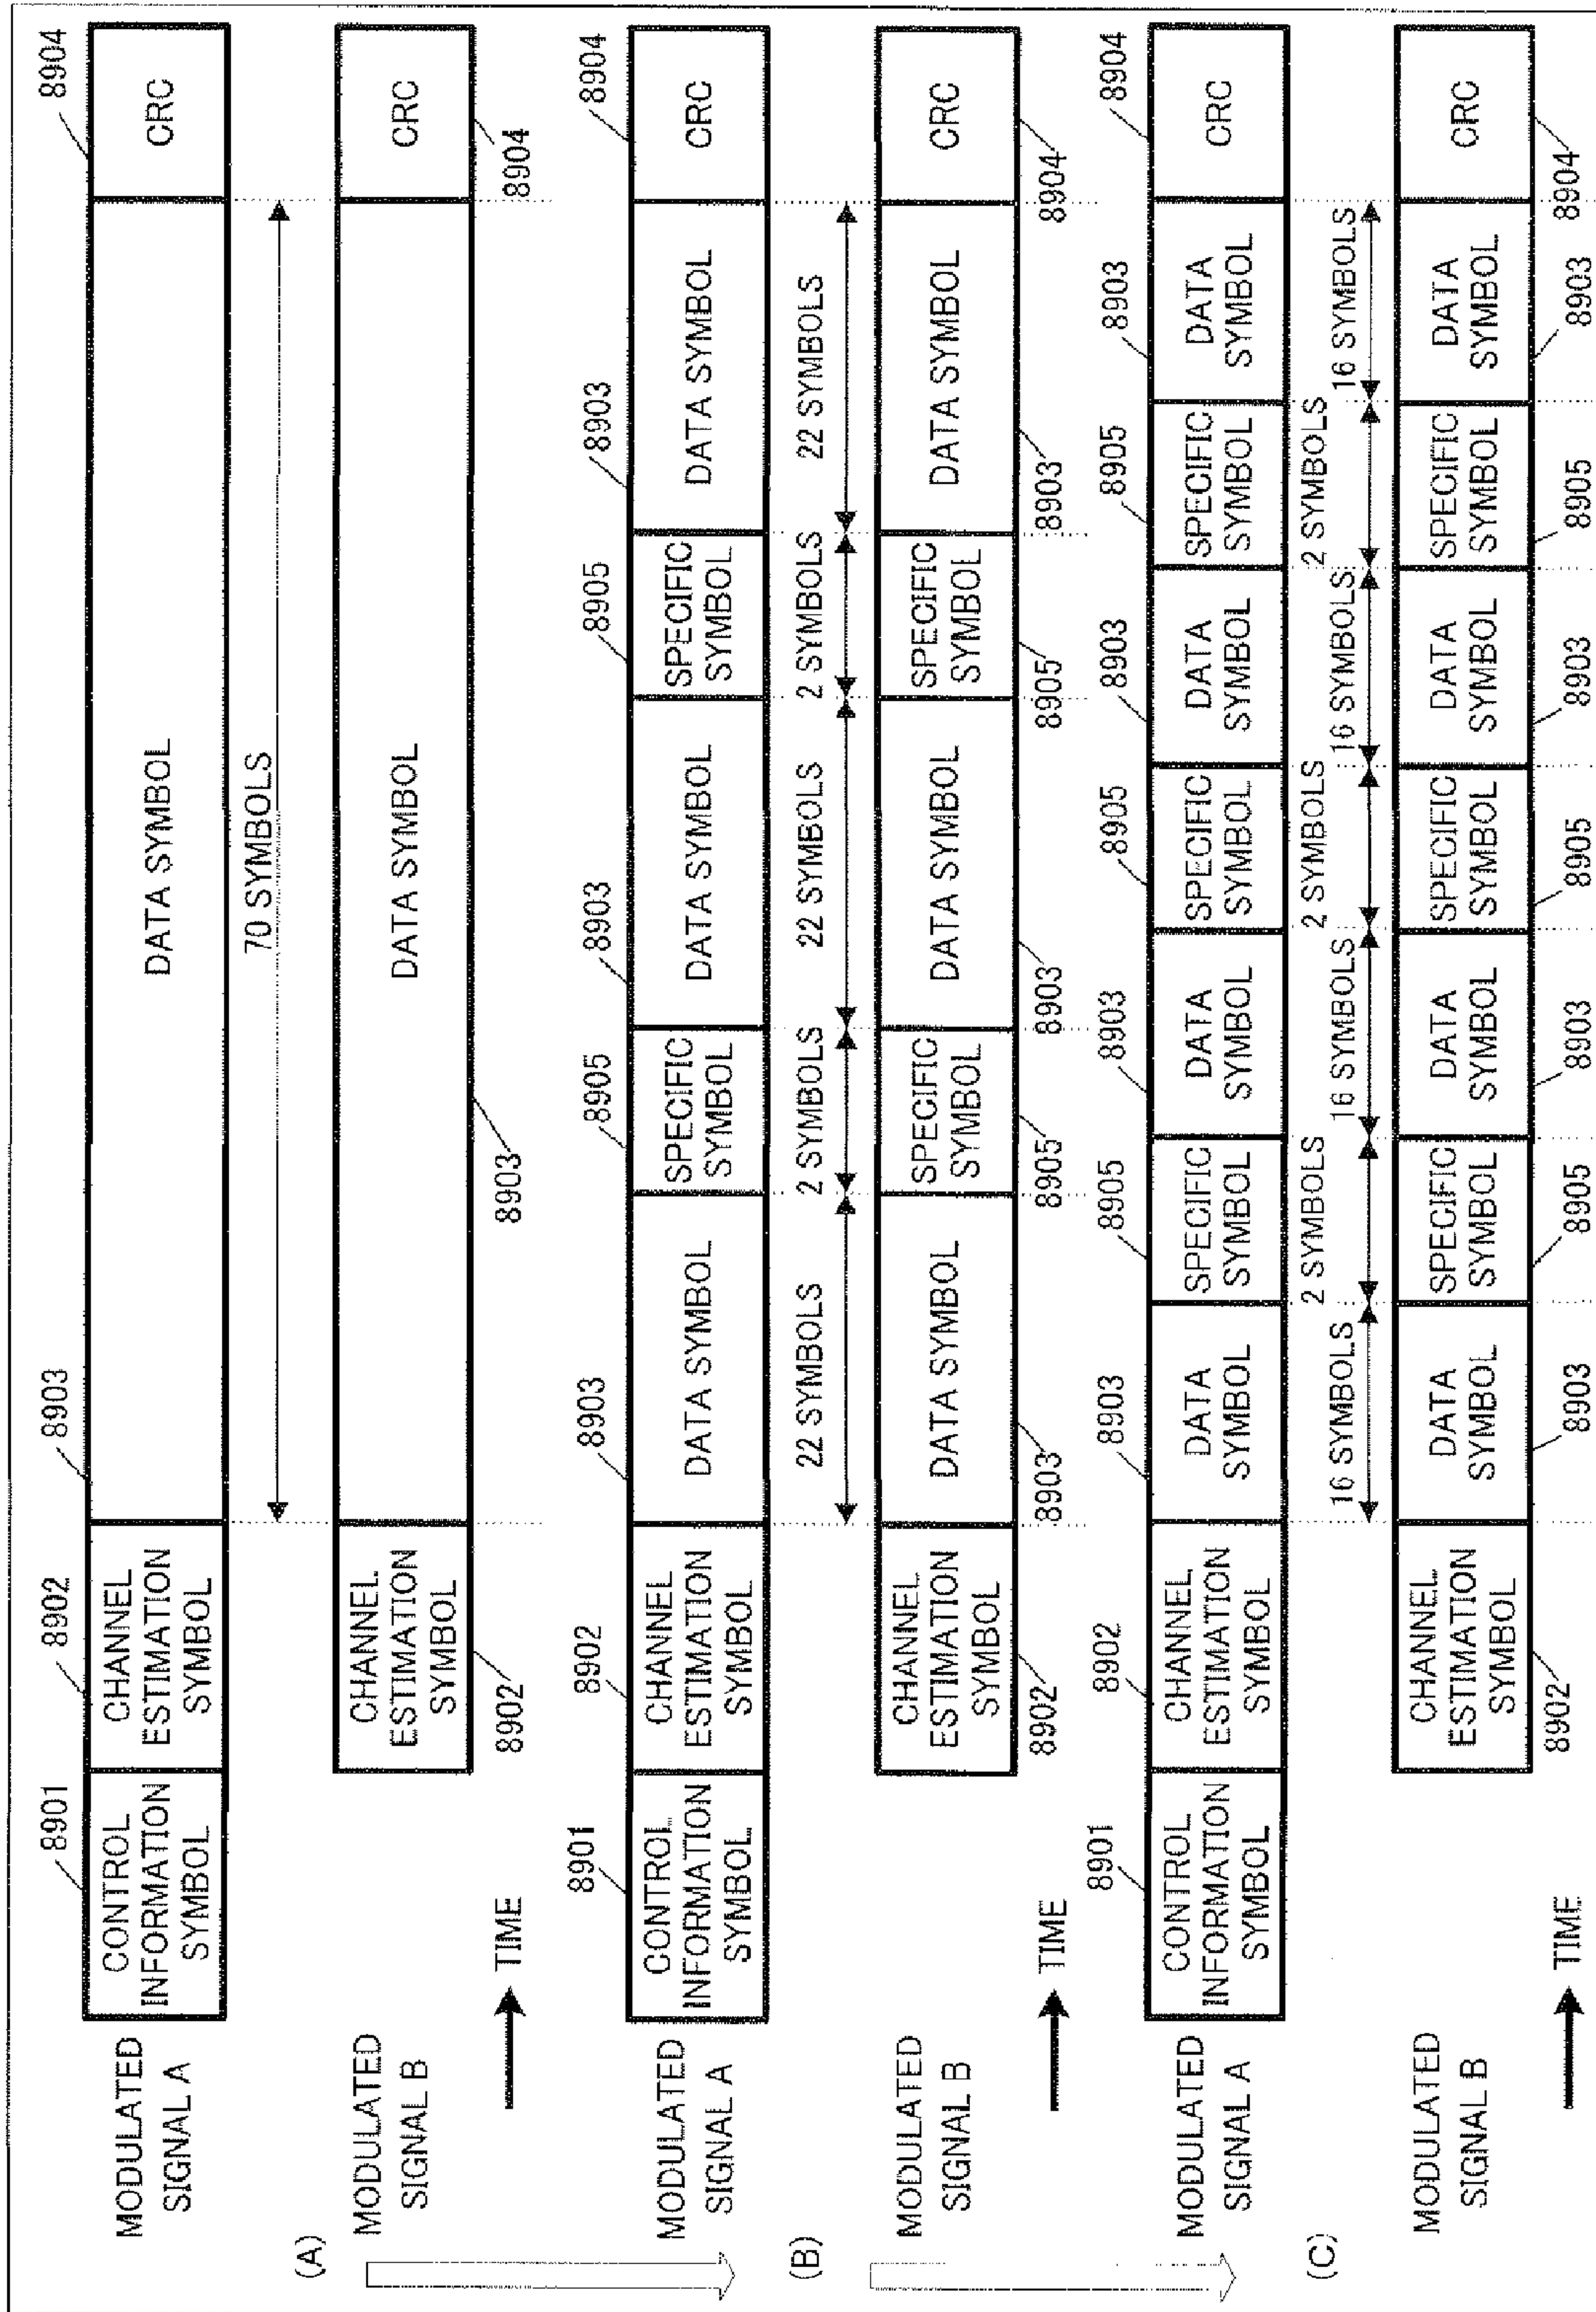 8901
8902
8903
8904
MODULATED
SIGNAL A
CONTROL
INFORMATION
SYMBOL
CHANNEL
ESTIMATION
SYMBOL
DATA SYMBOL
CRC
(A)
70 SYMBOLS
MODULATED
SIGNAL B
CHANNEL
ESTIMATION
SYMBOL
DATA SYMBOL
CRC
8902
8903
8904
TIME
8901
8902
8903
8905
8903
8905
8903
8904
MODULATED
SIGNAL A
CONTROL
INFORMATION
SYMBOL
CHANNEL
ESTIMATION
SYMBOL
DATA SYMBOL
SPECIFIC
SYMBOL
DATA SYMBOL
SPECIFIC
SYMBOL
DATA SYMBOL
CRC
(B)
22 SYMBOLS
2 SYMBOLS
22 SYMBOLS
2 SYMBOLS
22 SYMBOLS
MODULATED
SIGNAL B
CHANNEL
ESTIMATION
SYMBOL
DATA SYMBOL
SPECIFIC
SYMBOL
DATA SYMBOL
SPECIFIC
SYMBOL
DATA SYMBOL
CRC
8902
8903
8905
8903
8905
8903
8904
TIME
8901
8902
8903
8905
8903
8905
8903
8905
8903
8904
MODULATED
SIGNAL A
CONTROL
INFORMATION
SYMBOL
CHANNEL
ESTIMATION
SYMBOL
DATA
SYMBOL
SPECIFIC
SYMBOL
DATA
SYMBOL
SPECIFIC
SYMBOL
DATA
SYMBOL
SPECIFIC
SYMBOL
DATA
SYMBOL
CRC
(C)
16 SYMBOLS
2 SYMBOLS
16 SYMBOLS
2 SYMBOLS
16 SYMBOLS
2 SYMBOLS
16 SYMBOLS
MODULATED
SIGNAL B
CHANNEL
ESTIMATION
SYMBOL
DATA
SYMBOL
SPECIFIC
SYMBOL
DATA
SYMBOL
SPECIFIC
SYMBOL
DATA
SYMBOL
SPECIFIC
SYMBOL
DATA
SYMBOL
CRC
8902
8903
8905
8903
8905
8903
8905
8903
8904
TIME